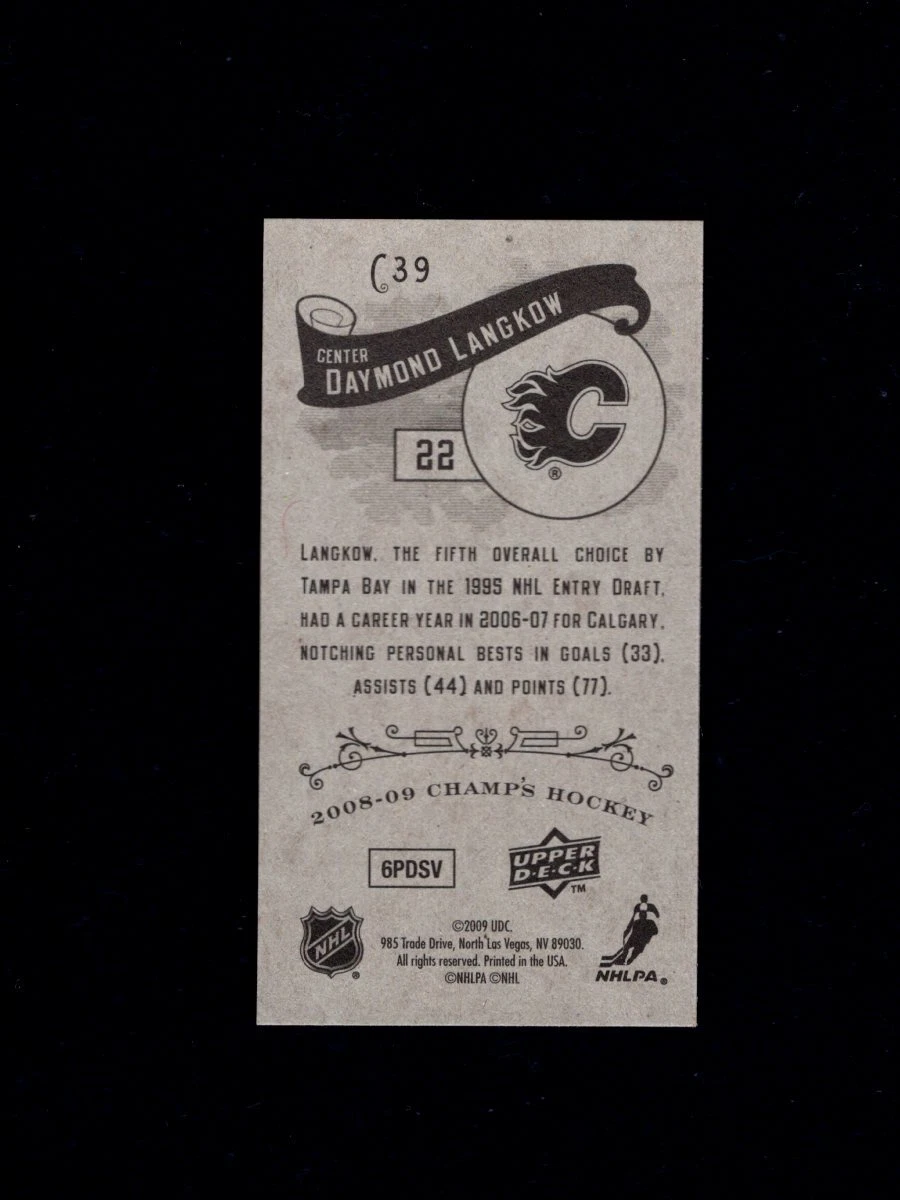 C39
CENTER
DAYMOND LANGKOW
C
®
22
LANGKOW, THE FIFTH OVERALL CHOICE BY
TAMPA BAY IN THE 1995 NHL ENTRY DRAFT,
HAD A CAREER YEAR IN 2006-07 FOR CALGARY,
NOTCHING PERSONAL BESTS IN GOALS (33),
ASSISTS (44) AND POINTS (77).
2008-09 CHAMP'S HOCKEY
6PDSV
UPPER
D•E•C•K
™
NHL
®
©2009 UDC.
985 Trade Drive, North Las Vegas, NV 89030.
All rights reserved. Printed in the USA.
©NHLPA ©NHL
NHLPA®